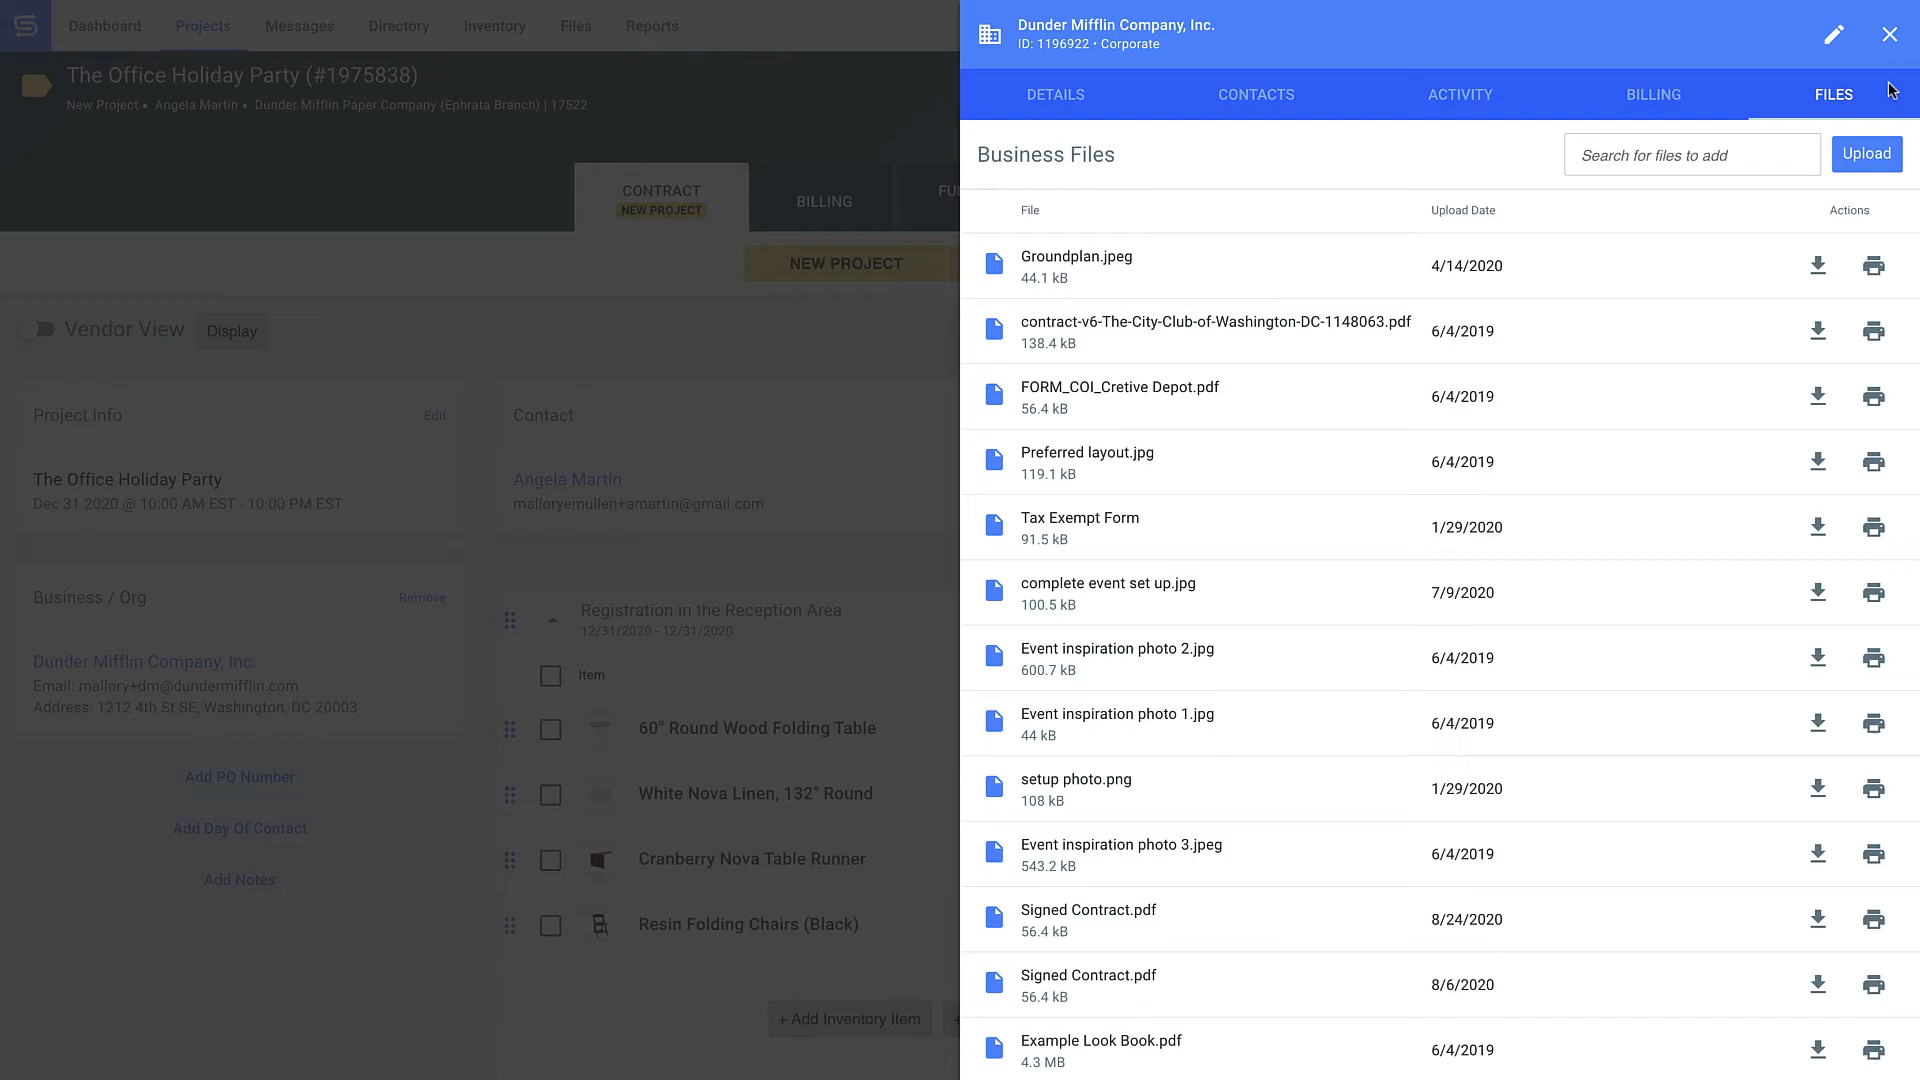 Dashboard
Projects
Messages
Directory
Inventory
Files
Reports
The Office Holiday Party (#1975838)
New Project • Angela Martin • Dunder Mifflin Paper Company (Ephrata Branch) | 17522
CONTRACT
NEW PROJECT
BILLING
FU
NEW PROJECT
Vendor View
Display
Project Info
Edit
The Office Holiday Party
Dec 31 2020 @ 10:00 AM EST - 10:00 PM EST
Contact
Angela Martin
malloryemullen+amartin@gmail.com
Business / Org
Remove
Dunder Mifflin Company, Inc.
Email: mallory+dm@dundermifflin.com
Address: 1212 4th St SE, Washington, DC 20003
Add PO Number
Add Day Of Contact
Add Notes
Registration in the Reception Area
12/31/2020 - 12/31/2020
Item
60" Round Wood Folding Table
White Nova Linen, 132" Round
Cranberry Nova Table Runner
Resin Folding Chairs (Black)
+ Add Inventory Item
+
Dunder Mifflin Company, Inc.
ID: 1196922 • Corporate
DETAILS
CONTACTS
ACTIVITY
BILLING
FILES
Business Files
Search for files to add
Upload
File
Upload Date
Actions
Groundplan.jpeg
44.1 kB
4/14/2020
contract-v6-The-City-Club-of-Washington-DC-1148063.pdf
138.4 kB
6/4/2019
FORM_COI_Cretive Depot.pdf
56.4 kB
6/4/2019
Preferred layout.jpg
119.1 kB
6/4/2019
Tax Exempt Form
91.5 kB
1/29/2020
complete event set up.jpg
100.5 kB
7/9/2020
Event inspiration photo 2.jpg
600.7 kB
6/4/2019
Event inspiration photo 1.jpg
44 kB
6/4/2019
setup photo.png
108 kB
1/29/2020
Event inspiration photo 3.jpeg
543.2 kB
6/4/2019
Signed Contract.pdf
56.4 kB
8/24/2020
Signed Contract.pdf
56.4 kB
8/6/2020
Example Look Book.pdf
4.3 MB
6/4/2019